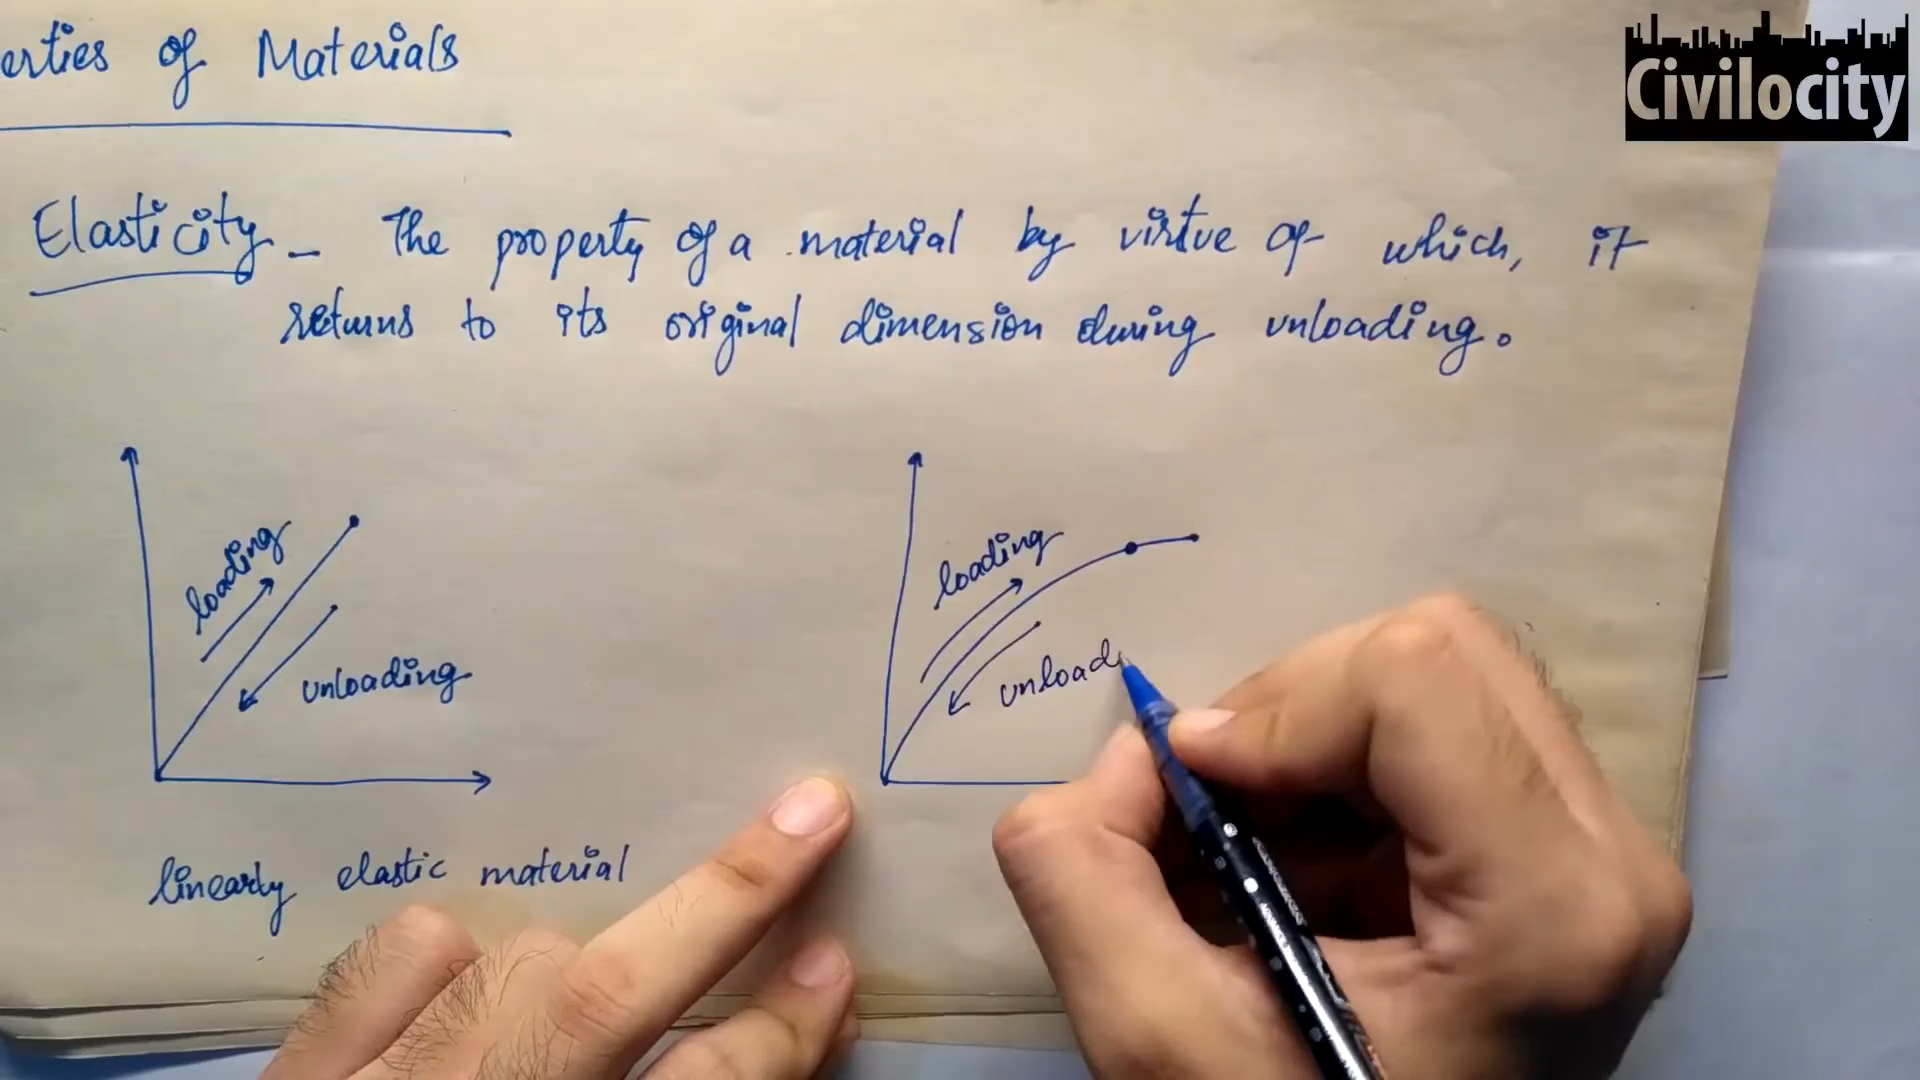 erties of Materials
Civilocity
Elasticity - The property of a material by virtue of which, it
returns to its original dimension during unloading.
loading
unloading
loading
unload
linearly elastic material